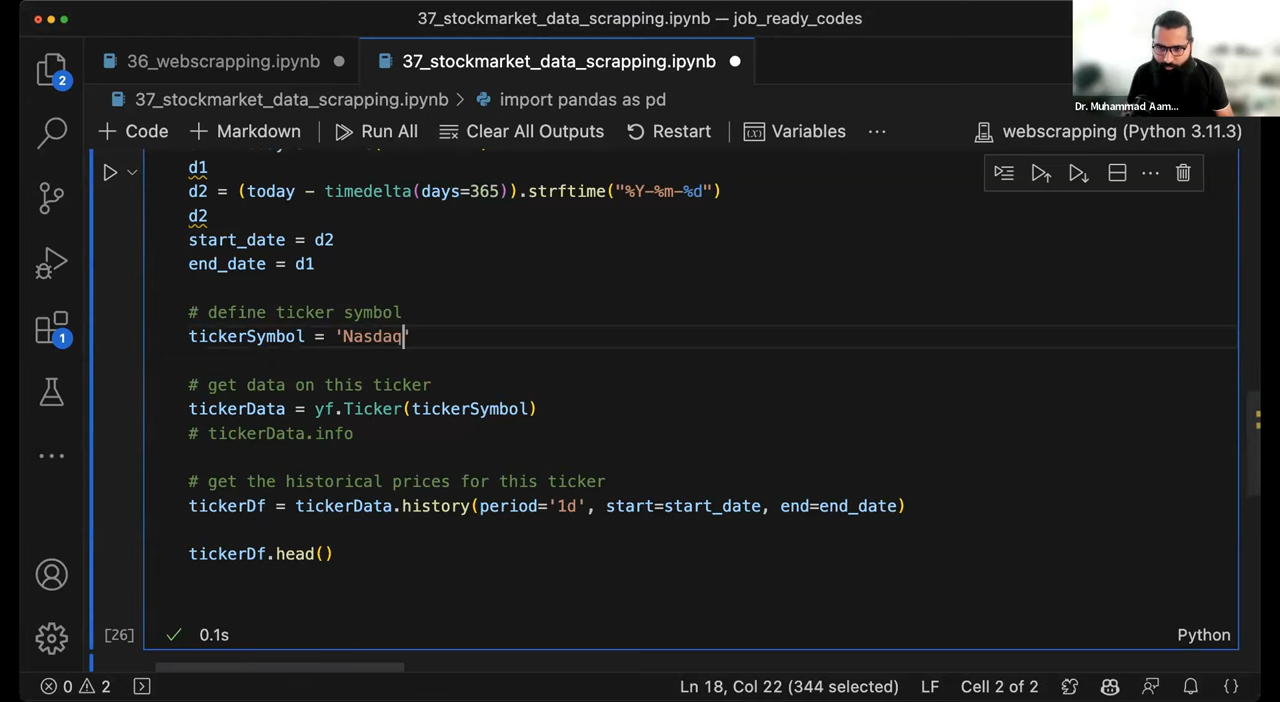 37_stockmarket_data_scrapping.ipynb — job_ready_codes
36_webscrapping.ipynb
37_stockmarket_data_scrapping.ipynb
37_stockmarket_data_scrapping.ipynb > import pandas as pd
+ Code + Markdown Run All Clear All Outputs Restart Variables ··· webscrapping (Python 3.11.3)
d1
d2 = (today - timedelta(days=365)).strftime("%Y-%m-%d")
d2
start_date = d2
end_date = d1
# define ticker symbol
tickerSymbol = 'Nasdaq'
# get data on this ticker
tickerData = yf.Ticker(tickerSymbol)
# tickerData.info
# get the historical prices for this ticker
tickerDf = tickerData.history(period='1d', start=start_date, end=end_date)
tickerDf.head()
[26] 0.1s Python
0 2 Ln 18, Col 22 (344 selected) LF Cell 2 of 2
2
1
Dr. Muhammad Aam...